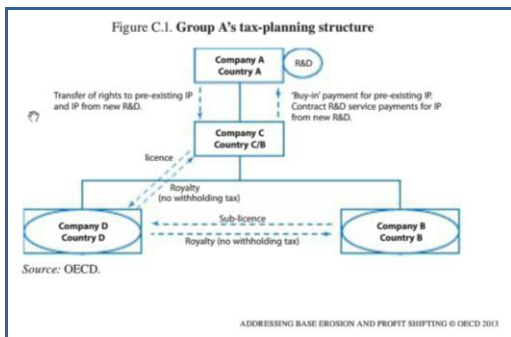 Figure C.1. Group A's tax-planning structure
Company A
Country A
R&D
Transfer of rights to pre-existing IP
and IP from new R&D.
'Buy-in' payment for pre-existing IP.
Contract R&D service payments for IP
from new R&D.
Company C
Country C/B
licence
Royalty
(no withholding tax)
Sub-licence
Company D
Country D
Royalty (no withholding tax)
Company B
Country B
Source: OECD.
ADDRESSING BASE EROSION AND PROFIT SHIFTING © OECD 2013